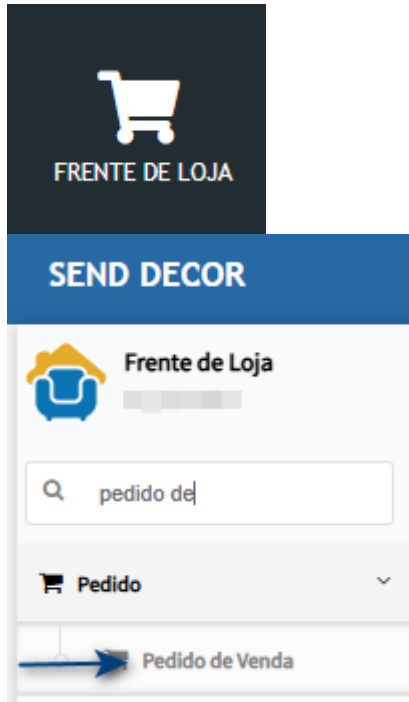 FRENTE DE LOJA
SEND DECOR
Frente de Loja
pedido de
Pedido
Pedido de Venda